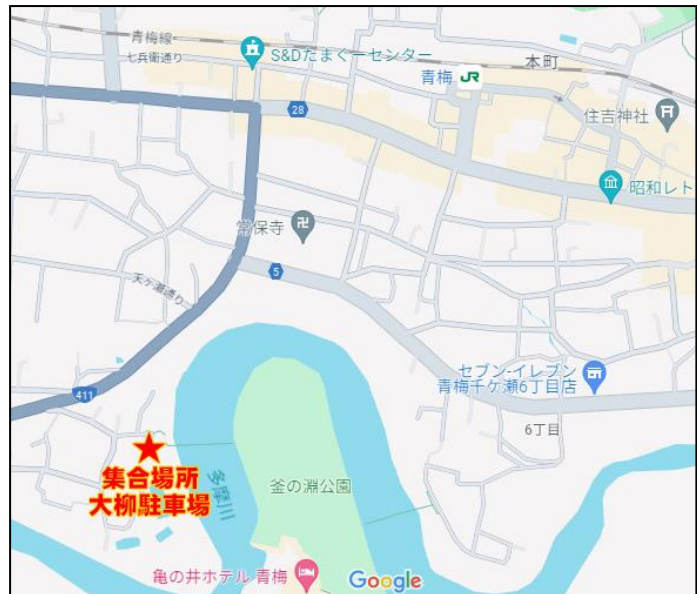 青梅線
七兵衛通り
S&Dたまぐーセンター
青梅
JR
本町
住吉神社
28
昭和レト
常保寺
5
天ヶ瀬通り
セブン-イレブン
青梅千ケ瀬6丁目店
411
6丁目
集合場所
大柳駐車場
多摩川
釜の淵公園
亀の井ホテル 青梅
Google